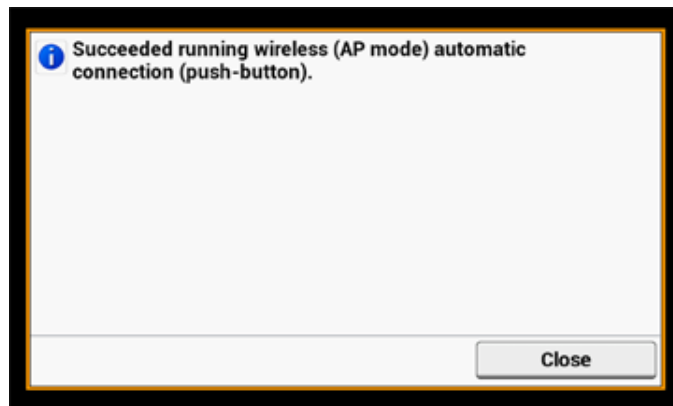 Succeeded running wireless (AP mode) automatic
connection (push-button).
Close